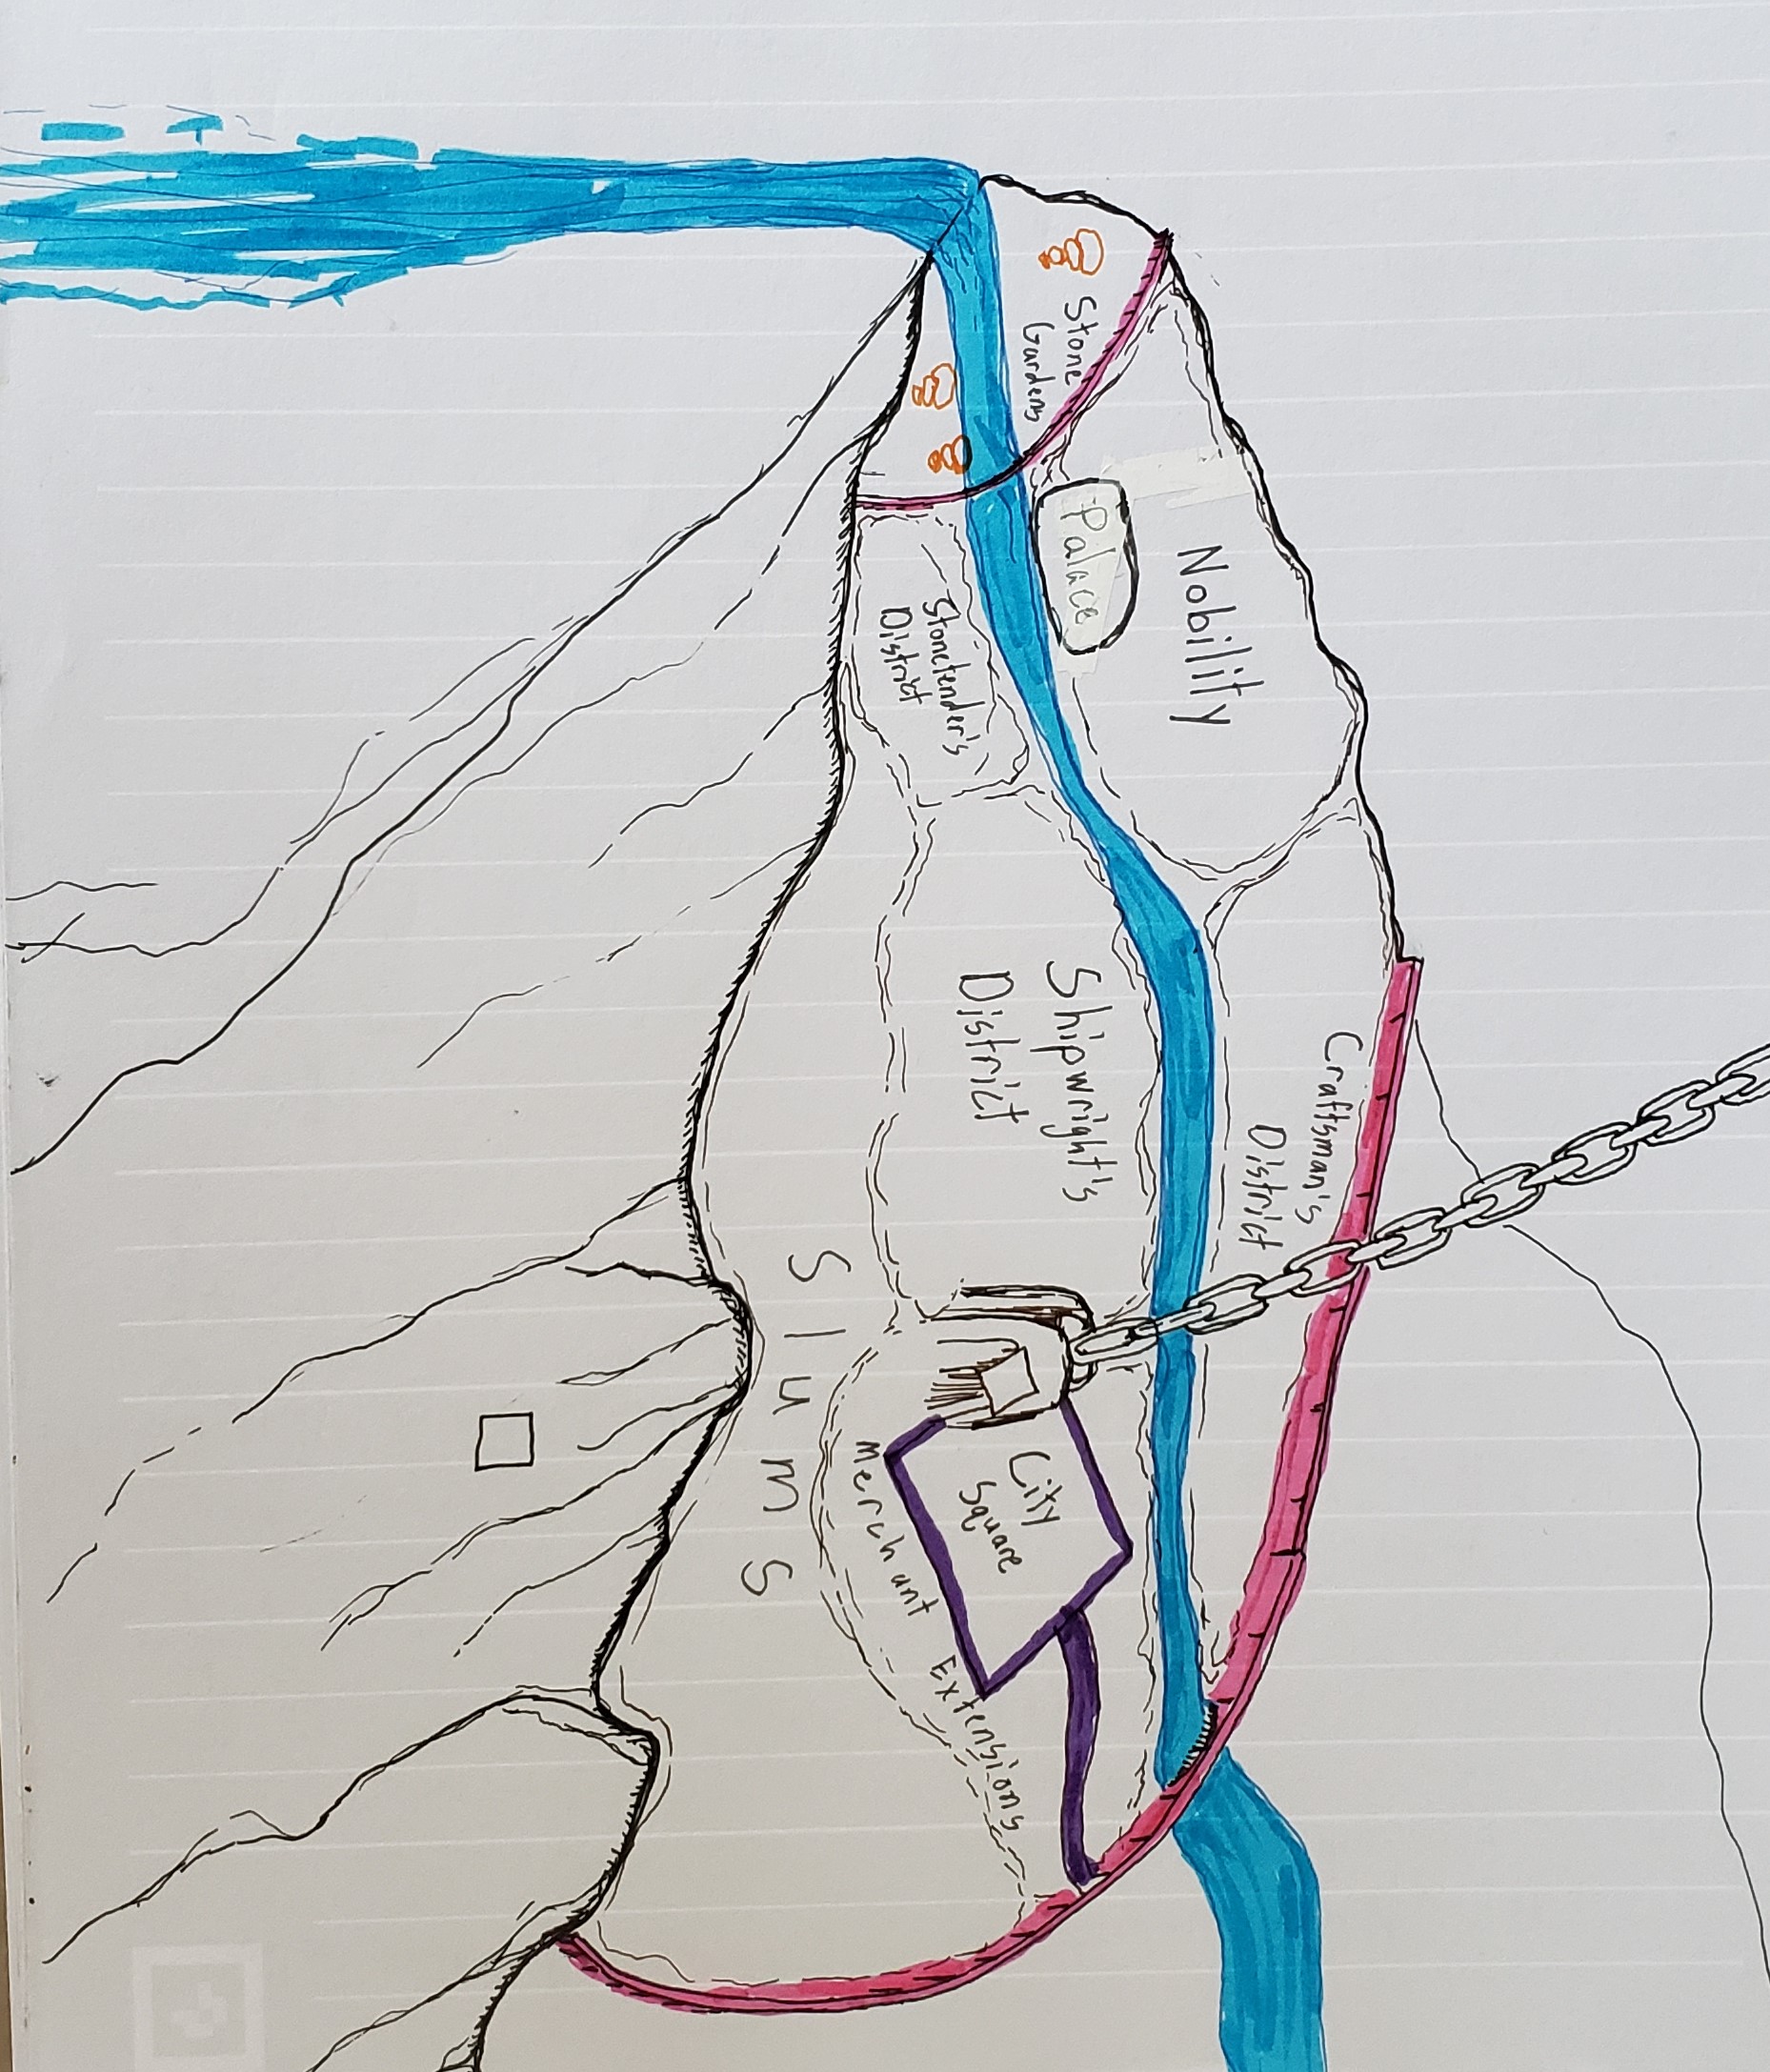 Craftsman's
District
Nobility
Palace
Stone
Gardens
Shipwright's
District
City
Square
Stonetender's
District
Merchant Extensions
Slums